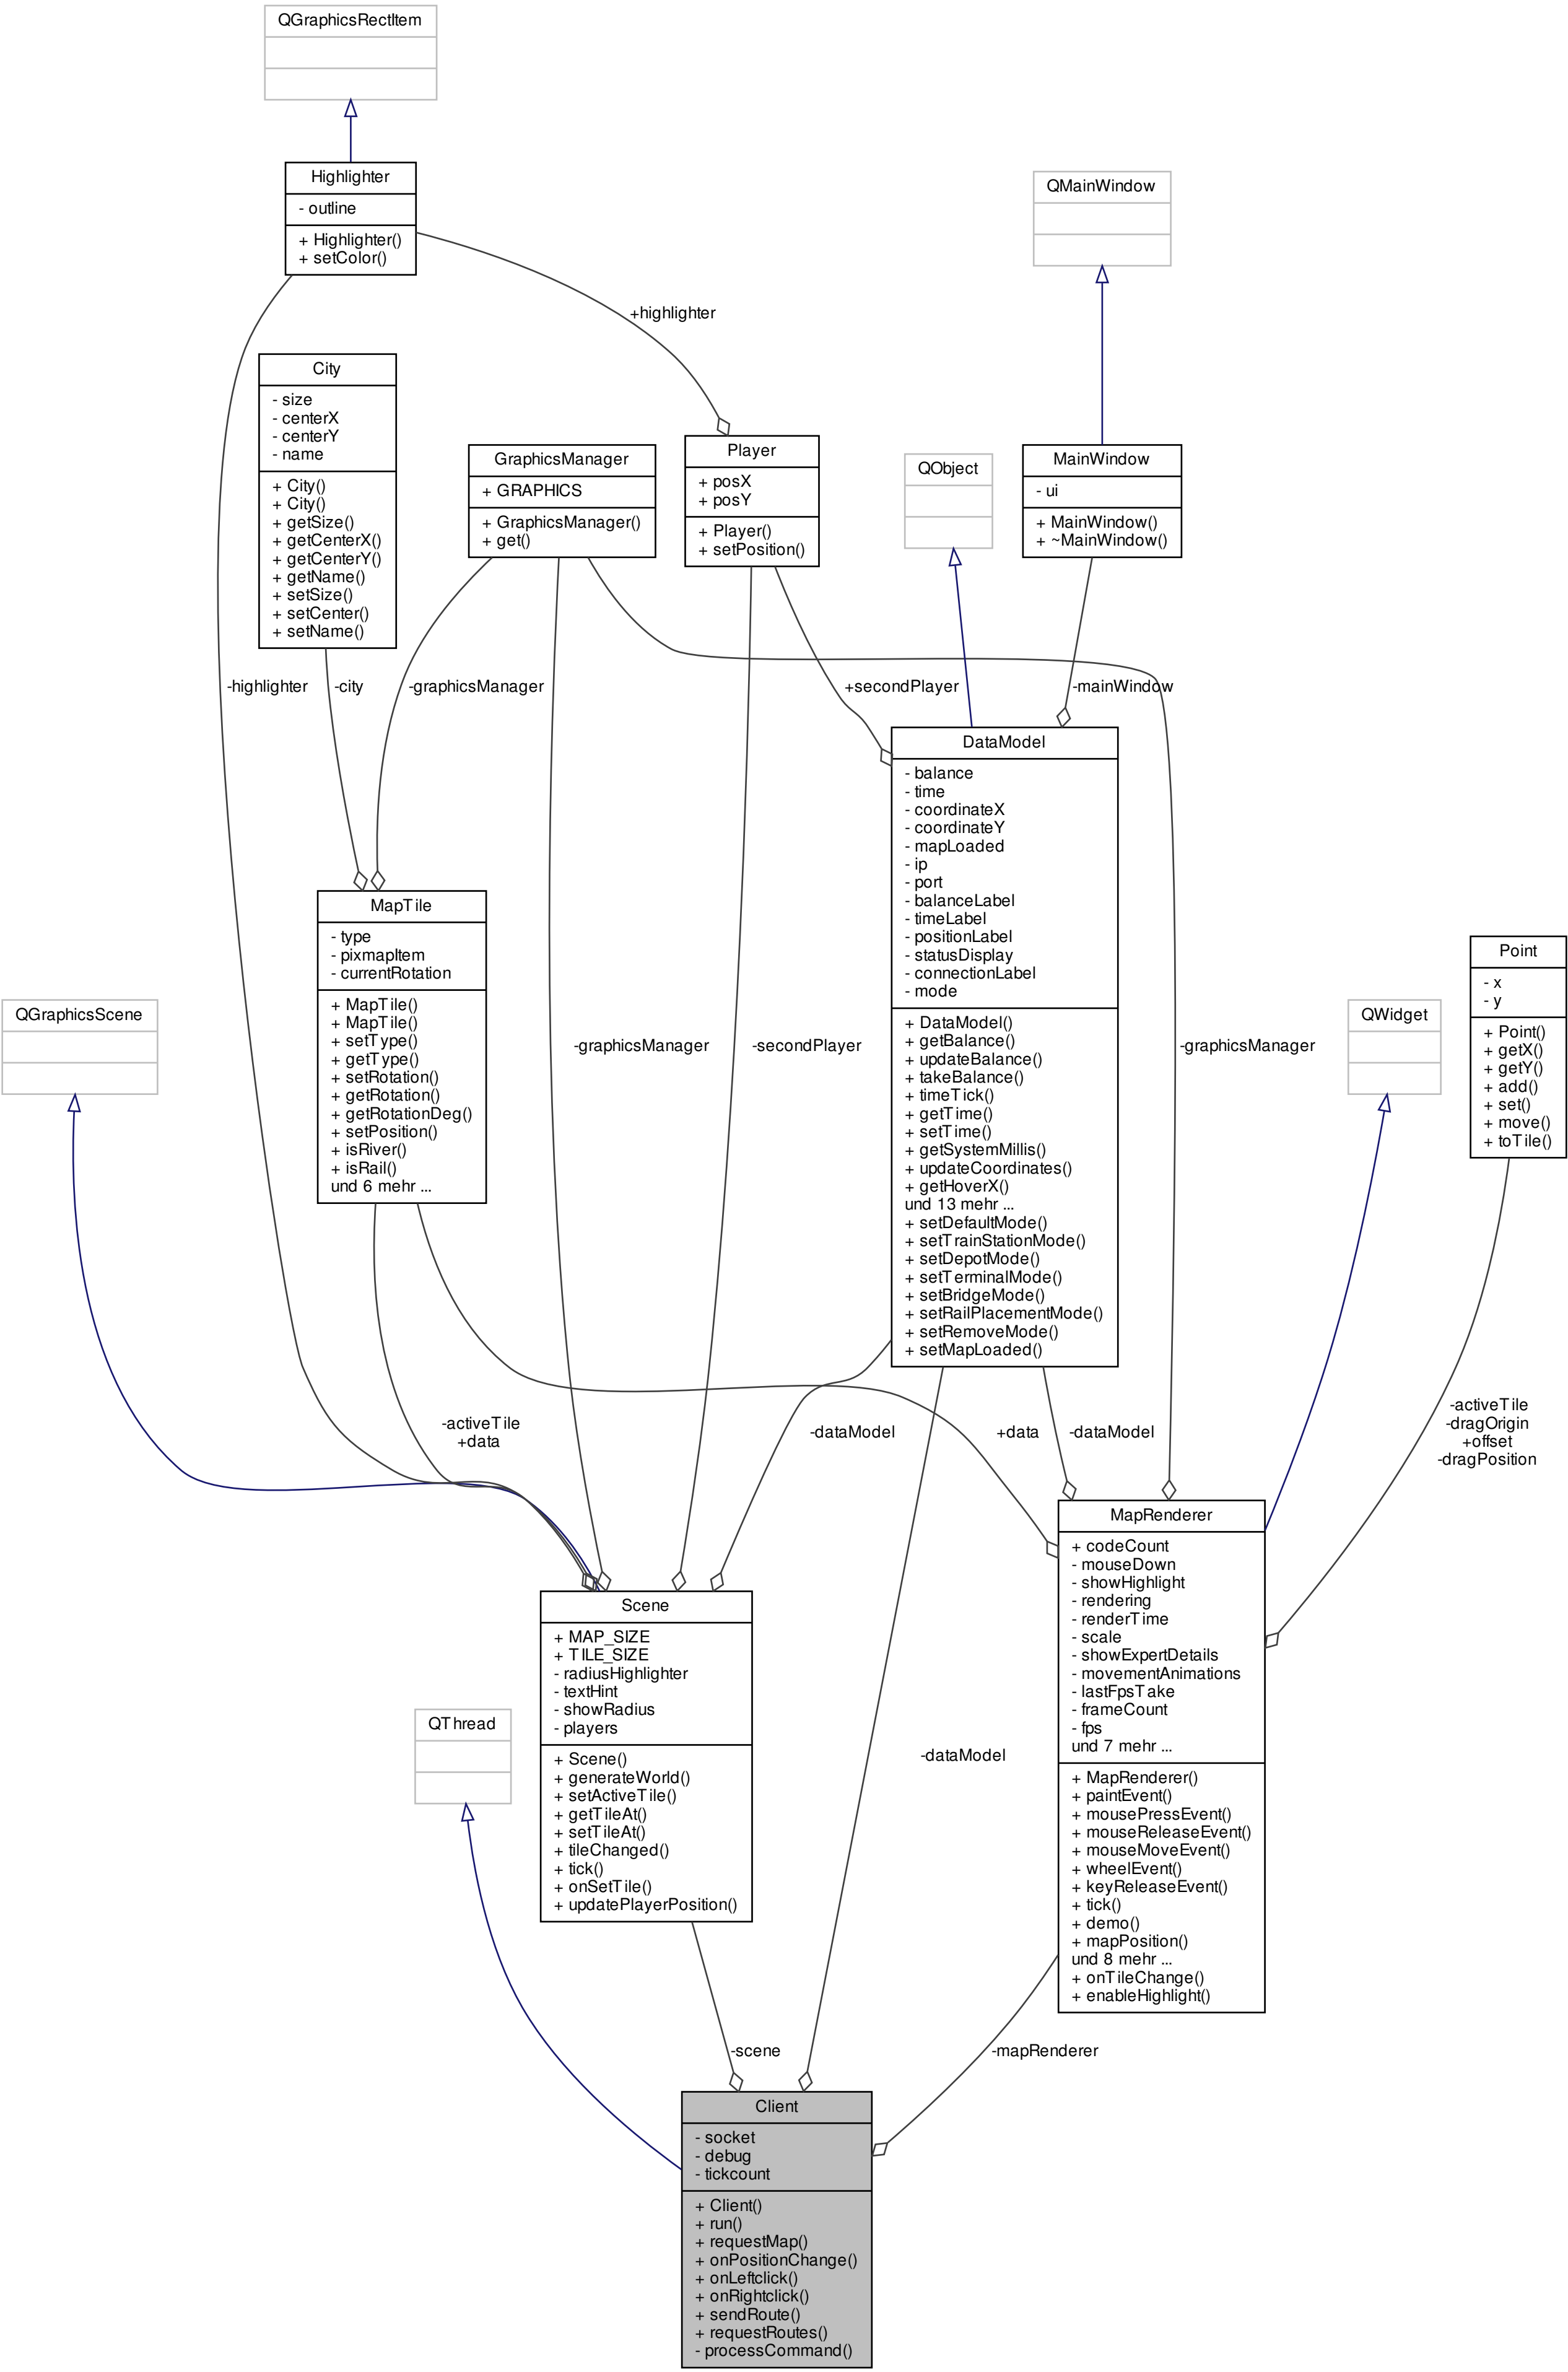 QGraphicsRectItem
Highlighter
- outline
+ Highlighter()
+ setColor()
QMainWindow
+highlighter
City
- size
- centerX
- centerY
- name
+ City()
+ City()
+ getSize()
+ getCenterX()
+ getCenterY()
+ getName()
+ setSize()
+ setCenter()
+ setName()
GraphicsManager
+ GRAPHICS
+ GraphicsManager()
+ get()
Player
+ posX
+ posY
+ Player()
+ setPosition()
QObject
MainWindow
- ui
+ MainWindow()
+ ~MainWindow()
-highlighter
-city
-graphicsManager
+secondPlayer
-mainWindow
DataModel
- balance
- time
- coordinateX
- coordinateY
- mapLoaded
- ip
- port
- balanceLabel
- timeLabel
- positionLabel
- statusDisplay
- connectionLabel
- mode
+ DataModel()
+ getBalance()
+ updateBalance()
+ takeBalance()
+ timeTick()
+ getTime()
+ setTime()
+ getSystemMillis()
+ updateCoordinates()
+ getHoverX()
und 13 mehr ...
+ setDefaultMode()
+ setTrainStationMode()
+ setDepotMode()
+ setTerminalMode()
+ setBridgeMode()
+ setRailPlacementMode()
+ setRemoveMode()
+ setMapLoaded()
MapTile
- type
- pixmapItem
- currentRotation
+ MapTile()
+ MapTile()
+ setType()
+ getType()
+ setRotation()
+ getRotation()
+ getRotationDeg()
+ setPosition()
+ isRiver()
+ isRail()
und 6 mehr ...
Point
- x
- y
+ Point()
+ getX()
+ getY()
+ add()
+ set()
+ move()
+ toTile()
QGraphicsScene
QWidget
-graphicsManager
-secondPlayer
-graphicsManager
-activeTile
+data
-dataModel
+data
-dataModel
-activeTile
-dragOrigin
+offset
-dragPosition
MapRenderer
+ codeCount
- mouseDown
- showHighlight
- rendering
- renderTime
- scale
- showExpertDetails
- movementAnimations
- lastFpsTake
- frameCount
- fps
und 7 mehr ...
+ MapRenderer()
+ paintEvent()
+ mousePressEvent()
+ mouseReleaseEvent()
+ mouseMoveEvent()
+ wheelEvent()
+ keyReleaseEvent()
+ tick()
+ demo()
+ mapPosition()
und 8 mehr ...
+ onTileChange()
+ enableHighlight()
Scene
+ MAP_SIZE
+ TILE_SIZE
- radiusHighlighter
- textHint
- showRadius
- players
+ Scene()
+ generateWorld()
+ setActiveTile()
+ getTileAt()
+ setTileAt()
+ tileChanged()
+ tick()
+ onSetTile()
+ updatePlayerPosition()
QThread
-dataModel
-scene
-mapRenderer
Client
- socket
- debug
- tickcount
+ Client()
+ run()
+ requestMap()
+ onPositionChange()
+ onLeftclick()
+ onRightclick()
+ sendRoute()
+ requestRoutes()
- processCommand()